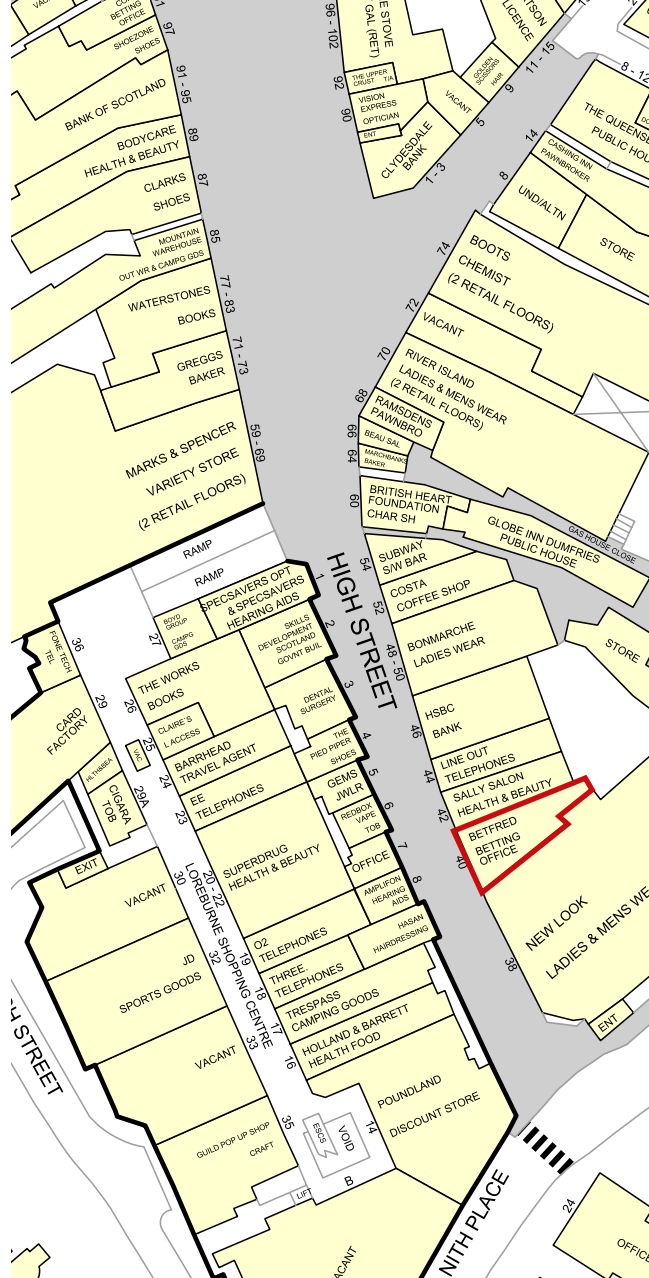 BETTING
OFFICE
97
SHOEZONE
SHOES
91 - 95
BANK OF SCOTLAND
89
BODYCARE
HEALTH & BEAUTY
87
CLARKS
SHOES
85
MOUNTAIN
WAREHOUSE
OUT WR & CAMPG GDS
77 - 83
WATERSTONES
BOOKS
71 - 73
GREGGS
BAKER
59 - 69
MARKS & SPENCER
VARIETY STORE
(2 RETAIL FLOORS)
96 - 102
E STOVE
GAL (RET)
LICENCE
THE UPPER
CRUST T/A
92
VISION
EXPRESS
OPTICIAN
90
ENT
CLYDESDALE
BANK
1 - 3
VACANT
5
GOLDEN
SCISSORS
HAIR
9
11 - 15
8 - 12
THE QUEENS
PUBLIC HOU
14
CASHING INN
PAWNBROKER
8
UND/ALTN
STORE
74
BOOTS
CHEMIST
(2 RETAIL FLOORS)
72
VACANT
70
RIVER ISLAND
LADIES & MENS WEAR
(2 RETAIL FLOORS)
68
RAMSDENS
PAWNBRO
66
BEAU SAL
64
MARCHBANKS
BAKER
60
BRITISH HEART
FOUNDATION
CHAR SH
GLOBE INN DUMFRIES
PUBLIC HOUSE
GAS HOUSE CLOSE
54
SUBWAY
S/W BAR
52
COSTA
COFFEE SHOP
48 - 50
BONMARCHE
LADIES WEAR
STORE
46
HSBC
BANK
44
LINE OUT
TELEPHONES
42
SALLY SALON
HEALTH & BEAUTY
40
BETFRED
BETTING
OFFICE
38
NEW LOOK
LADIES & MENS WE
ENT
HIGH STREET
RAMP
RAMP
1
SPECSAVERS OPT
& SPECSAVERS
HEARING AIDS
27
BOYD
GROUP
CAMPG
GDS
2
SKILLS
DEVELOPMENT
SCOTLAND
GOVNT BUIL
36
FONE TECH
TEL
29
CARD
FACTORY
26
THE WORKS
BOOKS
3
DENTAL
SURGERY
25
CLAIRE'S
L ACCESS
VAC
4
THE
PIED PIPER
SHOES
24
BARRHEAD
TRAVEL AGENT
HLTH&BEA
29A
CIGARA
TOB
5
GEMS
JWLR
23
EE
TELEPHONES
6
REDBOX
VAPE
TOB
7
OFFICE
20 - 22
SUPERDRUG
HEALTH & BEAUTY
8
AMPLIFON
HEARING
AIDS
EXIT
30
VACANT
LOREBURNE SHOPPING CENTRE
HASAN
HAIRDRESSING
19
O2
TELEPHONES
32
JD
SPORTS GOODS
18
THREE.
TELEPHONES
17
TRESPASS
CAMPING GOODS
16
HOLLAND & BARRETT
HEALTH FOOD
33
VACANT
14
POUNDLAND
DISCOUNT STORE
35
GUILD POP UP SHOP
CRAFT
ESCS
VOID
LIFT
B
ACANT
H STREET
NITH PLACE
24
OFFIC